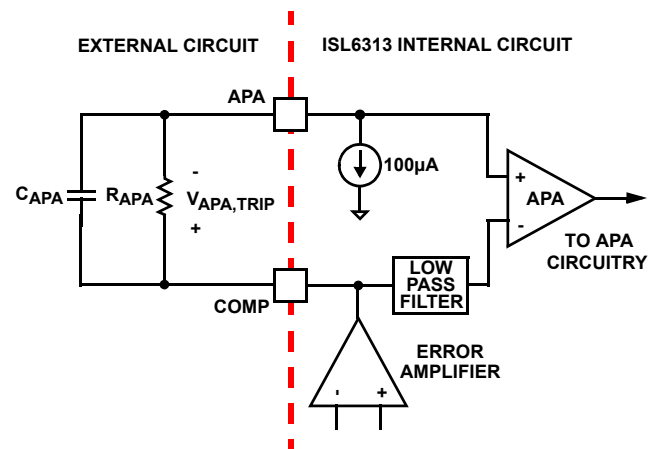 EXTERNAL CIRCUIT
ISL6313 INTERNAL CIRCUIT
APA
100µA
CAPA
RAPA
-
VAPA,TRIP
+
+
APA
-
TO APA
CIRCUITRY
LOW
PASS
FILTER
COMP
ERROR
AMPLIFIER
- +